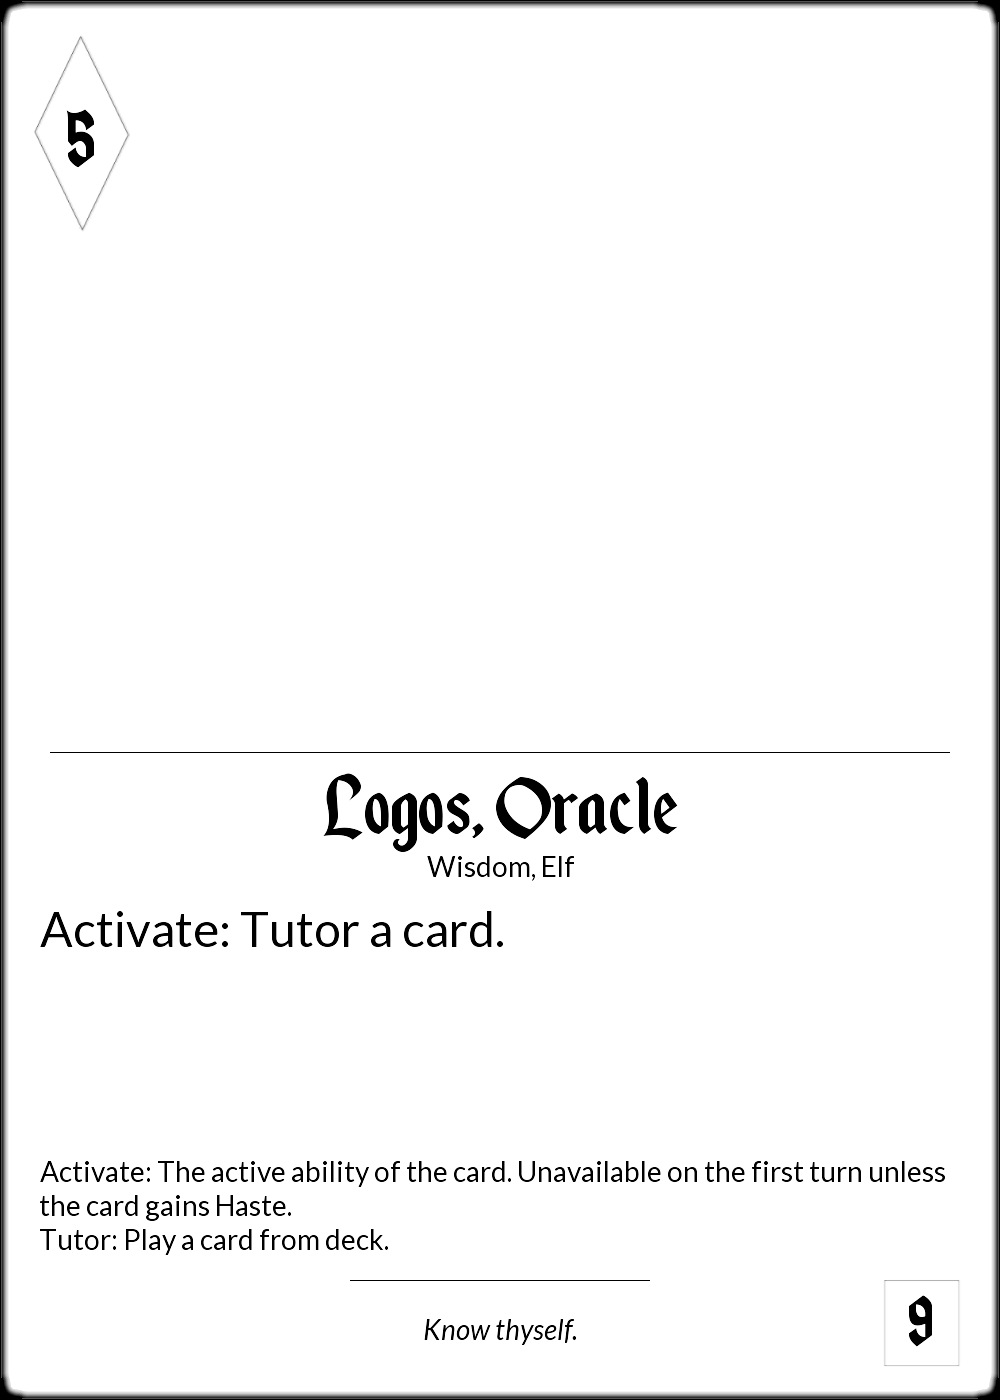 5
Logos, Oracle
Wisdom, Elf
Activate: Tutor a card.
Activate: The active ability of the card. Unavailable on the first turn unless
the card gains Haste.
Tutor: Play a card from deck.
Know thyself.
9